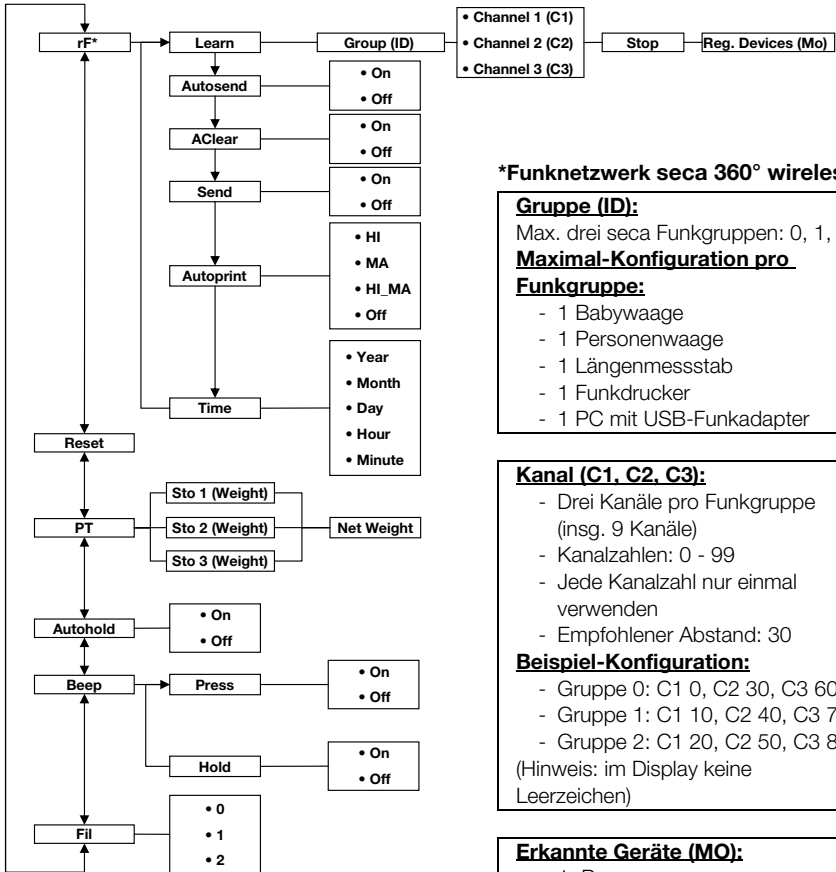 rF*
Learn
Group (ID)
• Channel 1 (C1)
• Channel 2 (C2)
• Channel 3 (C3)
Stop
Reg. Devices (Mo)
Autosend
• On
• Off
AClear
• On
• Off
Send
• On
• Off
Autoprint
• HI
• MA
• HI_MA
• Off
Time
• Year
• Month
• Day
• Hour
• Minute
Reset
PT
Sto 1 (Weight)
Sto 2 (Weight)
Sto 3 (Weight)
Net Weight
Autohold
• On
• Off
Beep
Press
• On
• Off
Hold
• On
• Off
Fil
• 0
• 1
• 2
*Funknetzwerk seca 360°
Gruppe (ID):
Max. drei seca Funkgruppen: 0, 1,
Maximal-Konfiguration pro
Funkgruppe:
- 1 Babywaage
- 1 Personenwaage
- 1 Längenmessstab
- 1 Funkdrucker
- 1 PC mit USB-Funkadapter
Kanal (C1, C2, C3):
- Drei Kanäle pro Funkgruppe
(insg. 9 Kanäle)
- Kanalzahlen: 0 - 99
- Jede Kanalzahl nur einmal
verwenden
- Empfohlener Abstand: 30
Beispiel-Konfiguration:
- Gruppe 0: C1 0, C2 30, C3 60
- Gruppe 1: C1 10, C2 40, C3
- Gruppe 2: C1 20, C2 50, C3
(Hinweis: im Display keine
Leerzeichen)
Erkannte Geräte (MO):